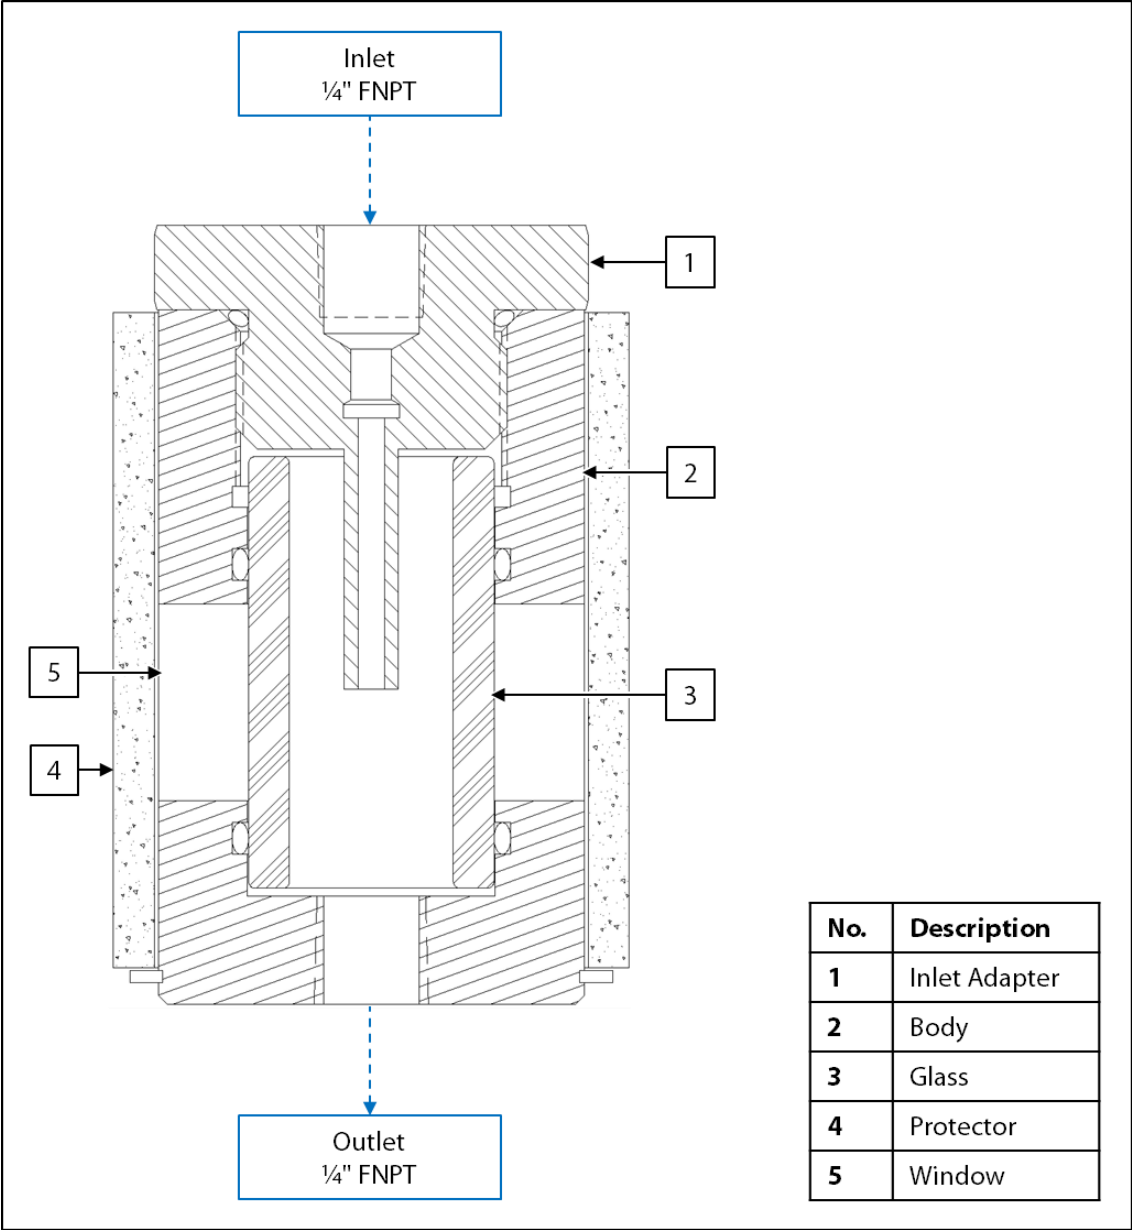 Inlet
¼" FNPT
1
2
5
3
4
No. Description
1 Inlet Adapter
2 Body
3 Glass
4 Protector
5 Window
Outlet
¼" FNPT